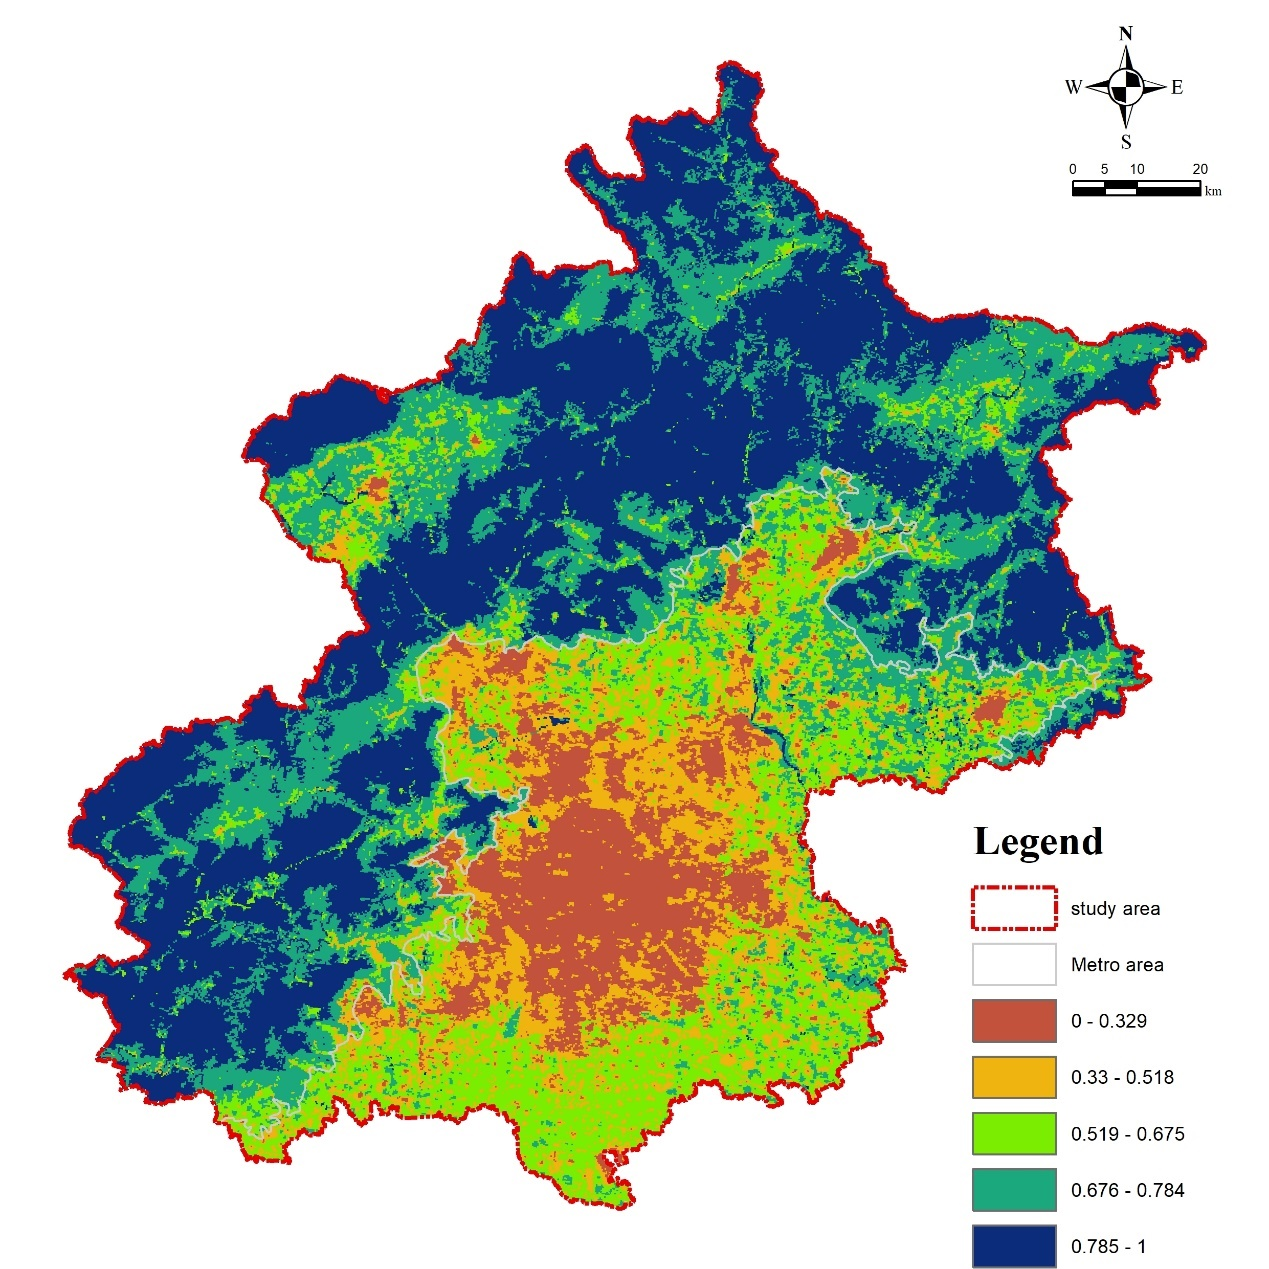 N
W E
S
0 5 10 20
km
Legend
study area
Metro area
0 - 0.329
0.33 - 0.518
0.519 - 0.675
0.676 - 0.784
0.785 - 1